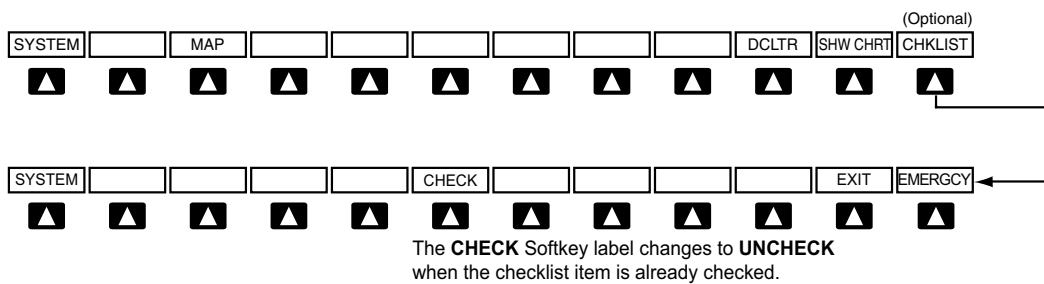 (Optional)
SYSTEM MAP DCLTR SHW CHRT CHKLIST
SYSTEM CHECK EXIT EMERGCY
The CHECK Softkey label changes to UNCHECK
when the checklist item is already checked.